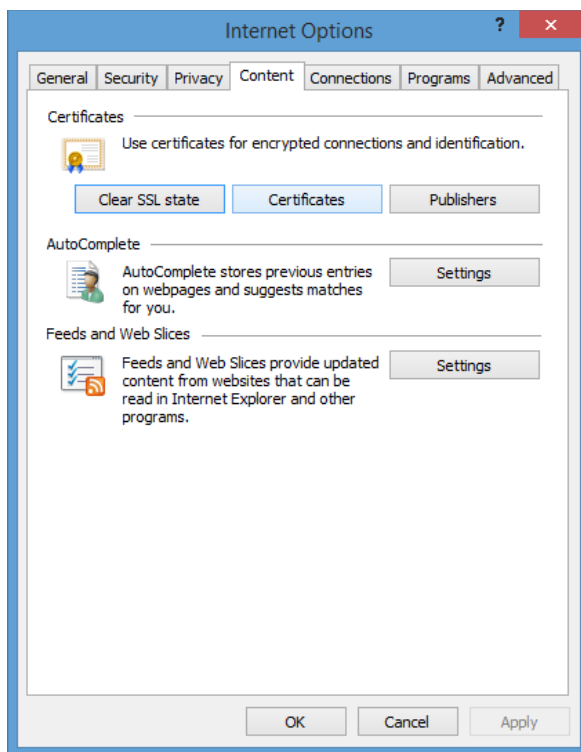 Internet Options
?
General Security Privacy Content Connections Programs Advanced
Certificates
Use certificates for encrypted connections and identification.
Clear SSL state Certificates Publishers
AutoComplete
AutoComplete stores previous entries
on webpages and suggests matches
for you.
Settings
Feeds and Web Slices
Feeds and Web Slices provide updated
content from websites that can be
read in Internet Explorer and other
programs.
Settings
OK Cancel Apply